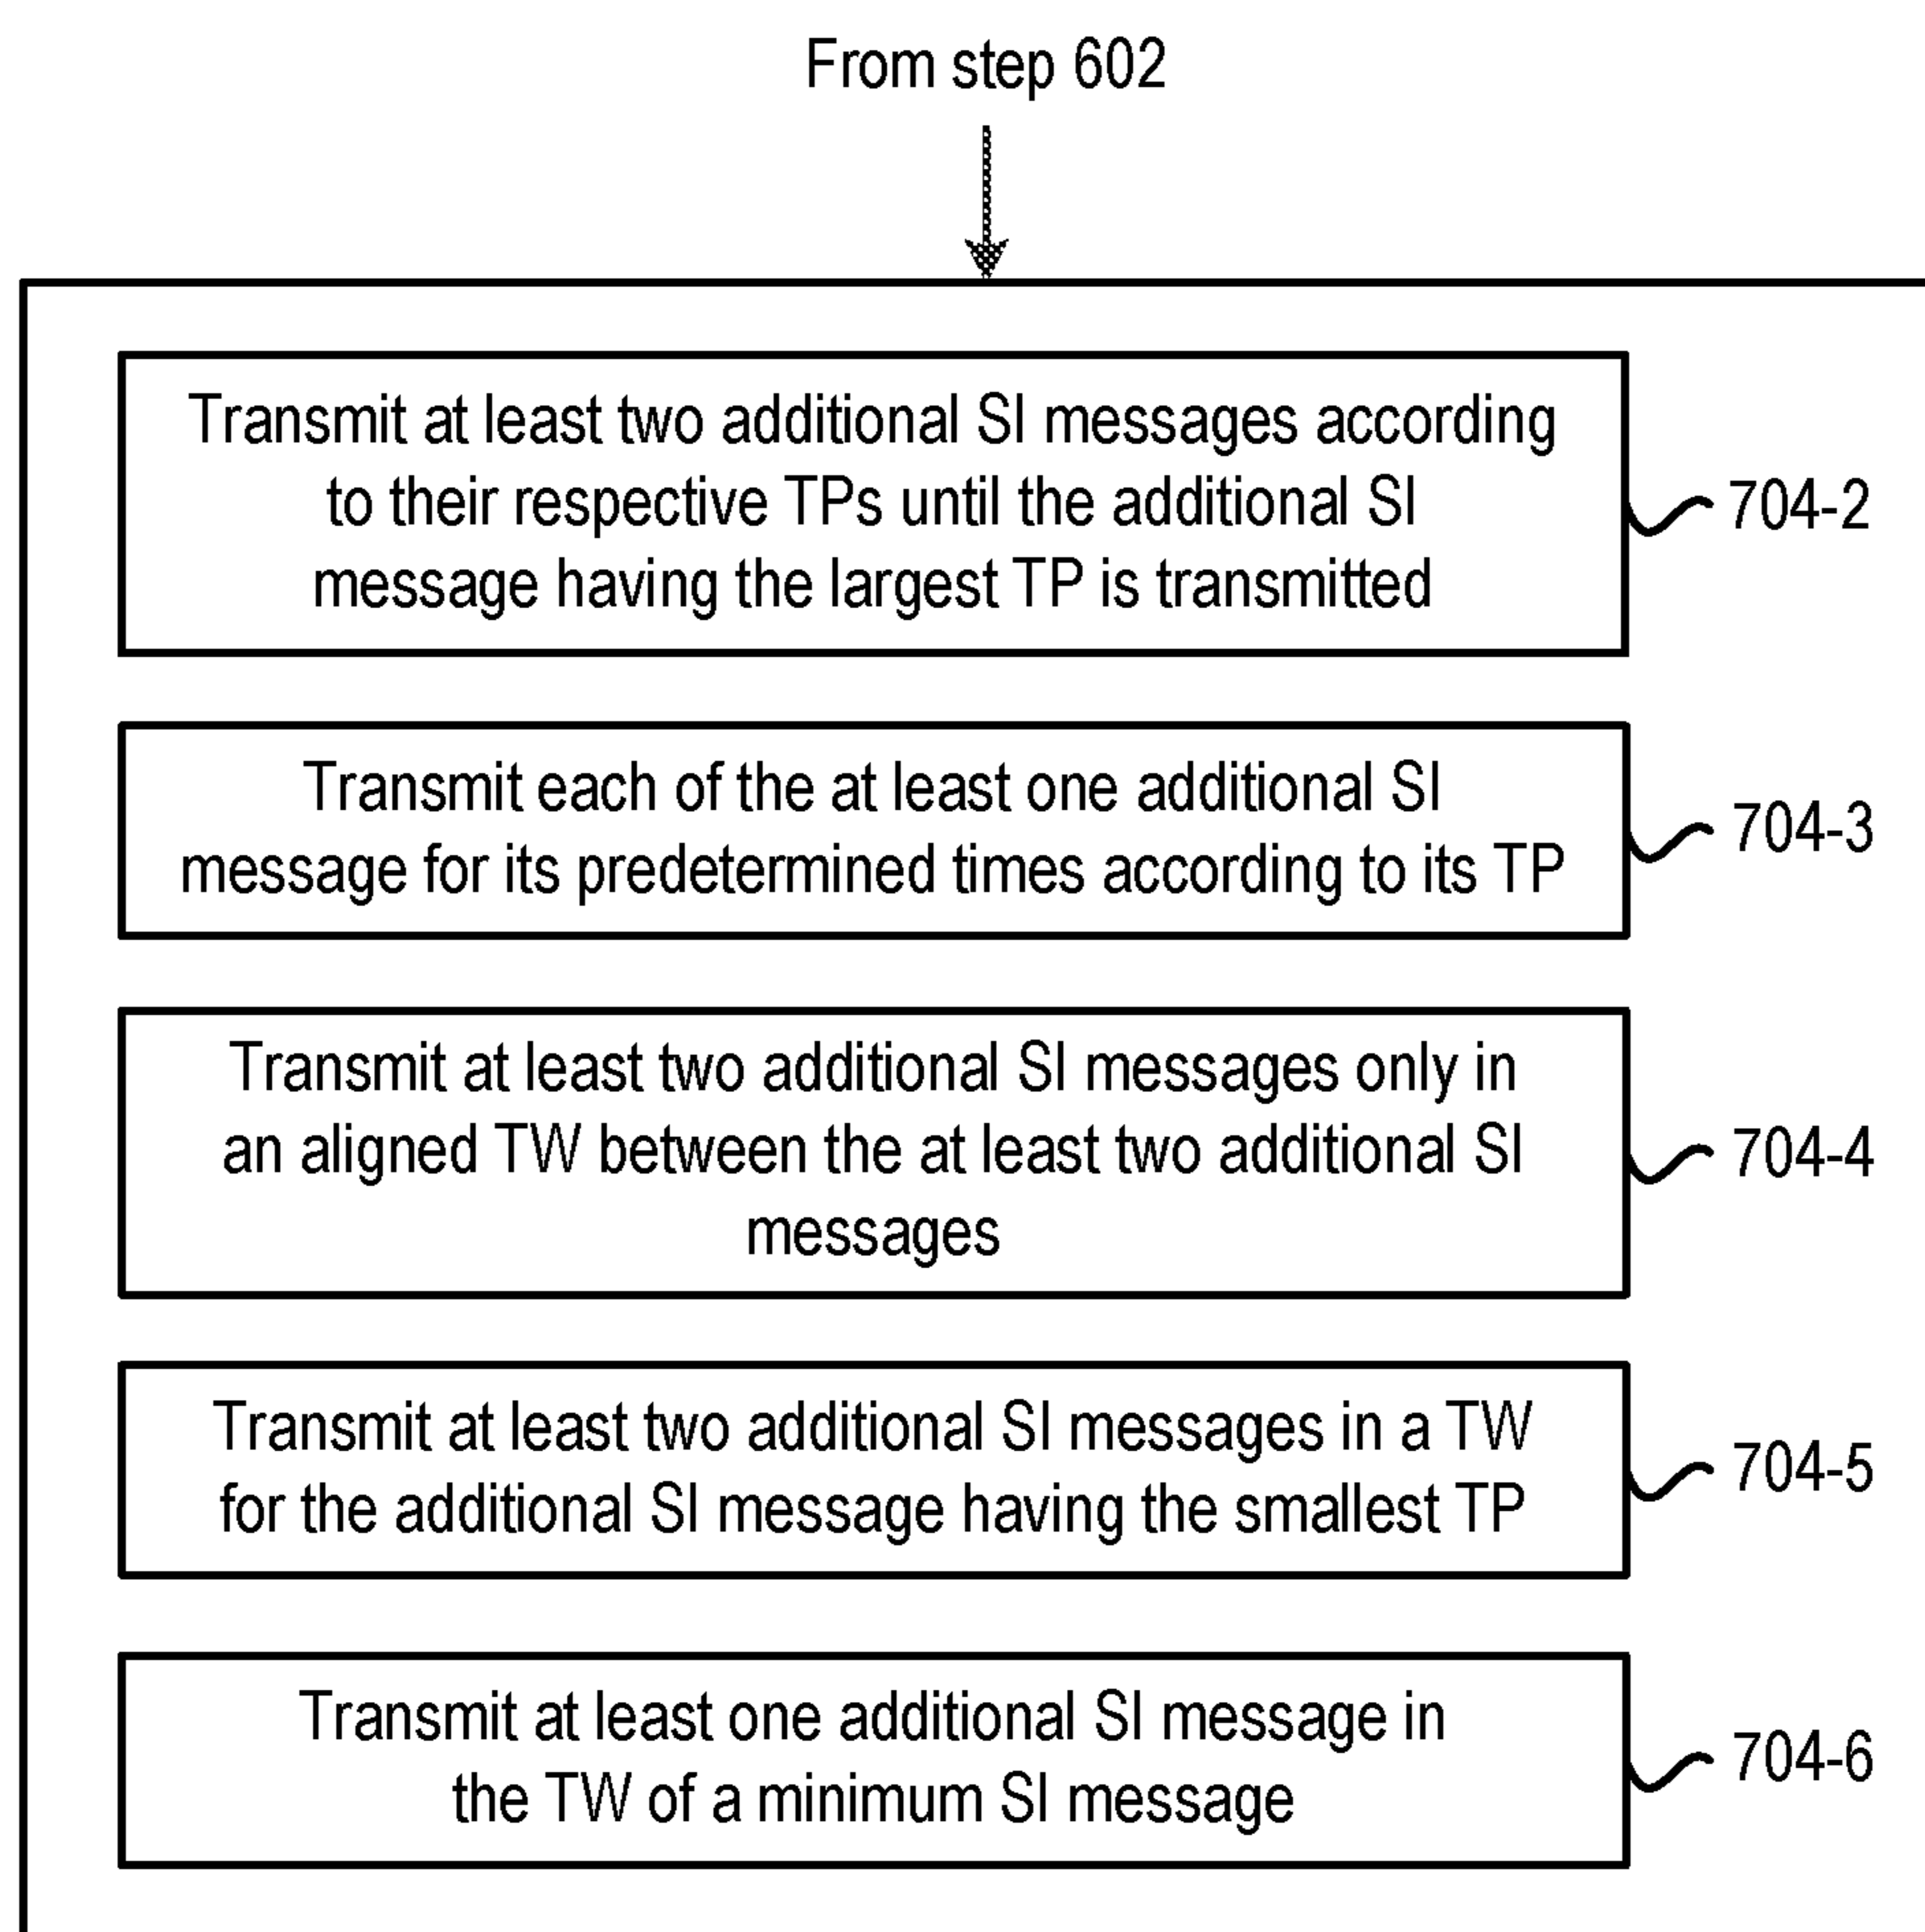 From step 602
Transmit at least two additional SI messages according
to their respective TPs until the additional SI
message having the largest TP is transmitted
704-2
Transmit each of the at least one additional SI
message for its predetermined times according to its TP
704-3
Transmit at least two additional SI messages only in
an aligned TW between the at least two additional SI
messages
704-4
Transmit at least two additional SI messages in a TW
for the additional SI message having the smallest TP
704-5
Transmit at least one additional SI message in
the TW of a minimum SI message
704-6